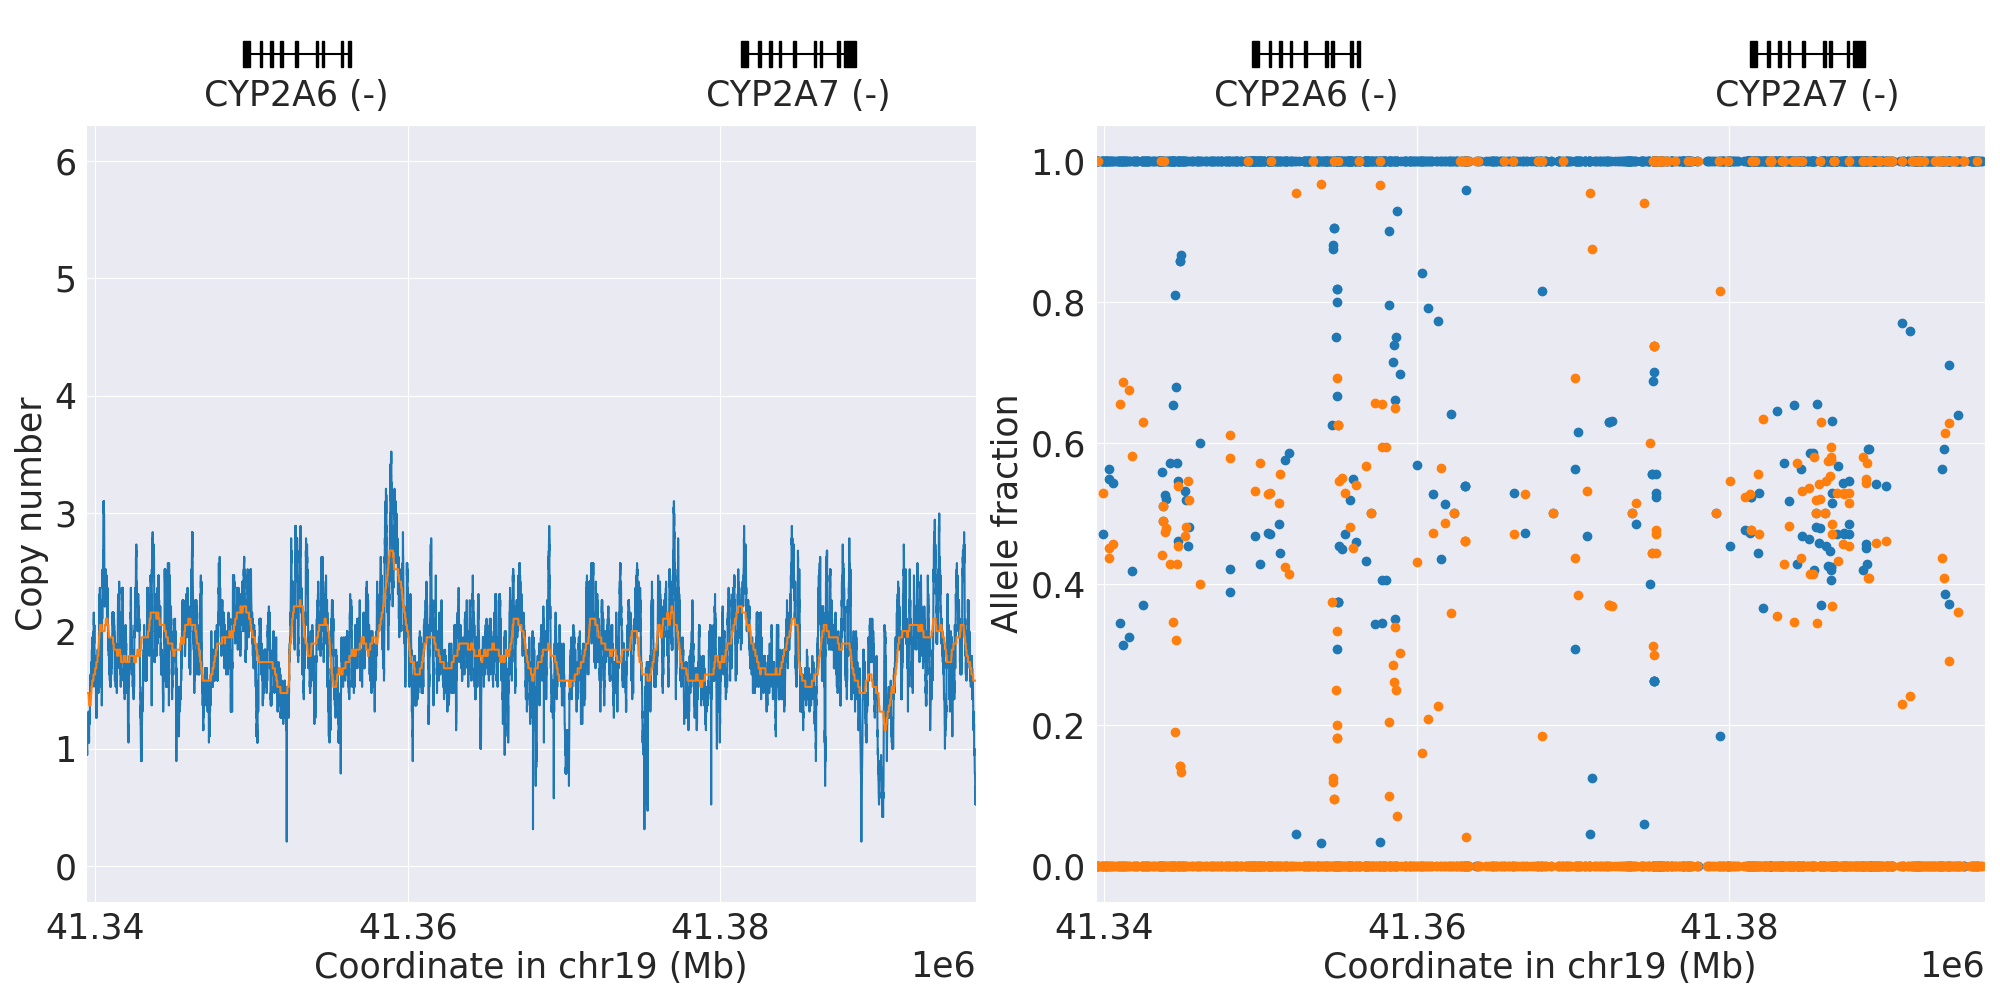 CYP2A6 (-)
CYP2A7 (-)
CYP2A6 (-)
CYP2A7 (-)
Copy number
6
5
4
3
2
1
0
41.34
41.36
41.38
Coordinate in chr19 (Mb)
1e6
Allele fraction
1.0
0.8
0.6
0.4
0.2
0.0
41.34
41.36
41.38
Coordinate in chr19 (Mb)
1e6